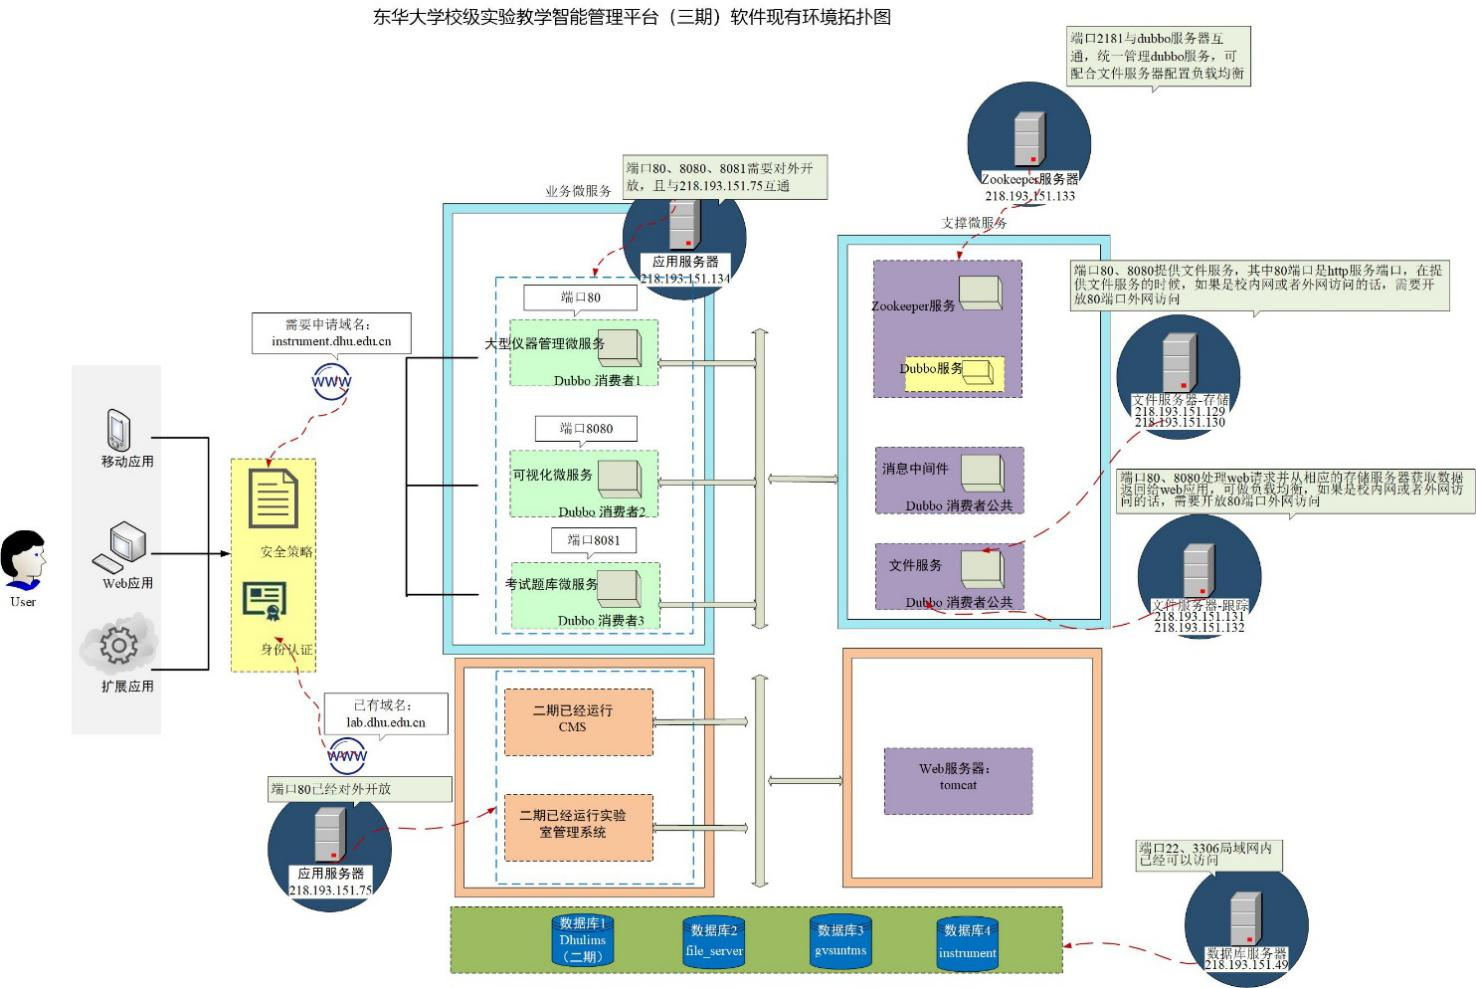 东华大学校级实验教学智能管理平台（三期）软件现有环境拓扑图
端口2181与dubbo服务器互
通，统一管理dubbo服务，可
配合文件服务器配置负载均衡
Zookeeper服务器
218.193.151.133
端口80、8080、8081需要对外开
放，且与218.193.151.75互通
业务微服务
应用服务器
218.193.151.134
支撑微服务
端口80、8080提供文件服务，其中80端口是http服务端口，在提
供文件服务的时候，如果是校内网或者外网访问的话，需要开
放80端口外网访问
端口80
大型仪器管理微服务
Dubbo 消费者1
Zookeeper服务
Dubbo服务
需要申请域名：
instrument.dhu.edu.cn
WWW
文件服务器-存储
218.193.151.129
218.193.151.130
端口8080
可视化微服务
Dubbo 消费者2
消息中间件
Dubbo 消费者公共
端口80、8080处理web请求并从相应的存储服务器获取数据
返回给web应用，可做负载均衡，如果是校内网或者外网访
问的话，需要开放80端口外网访问
移动应用
安全策略
端口8081
考试题库微服务
Dubbo 消费者3
文件服务
Dubbo 消费者公共
文件服务器-跟踪
218.193.151.131
218.193.151.132
User
Web应用
身份认证
扩展应用
已有域名：
lab.dhu.edu.cn
WWW
二期已经运行
CMS
Web服务器：
tomcat
端口80已经对外开放
二期已经运行实验
室管理系统
应用服务器
218.193.151.75
端口22、3306局域网内
已经可以访问
数据库1
Dhulims
（二期）
数据库2
file_server
数据库3
gvsuntms
数据库4
instrument
数据库服务器
218.193.151.49